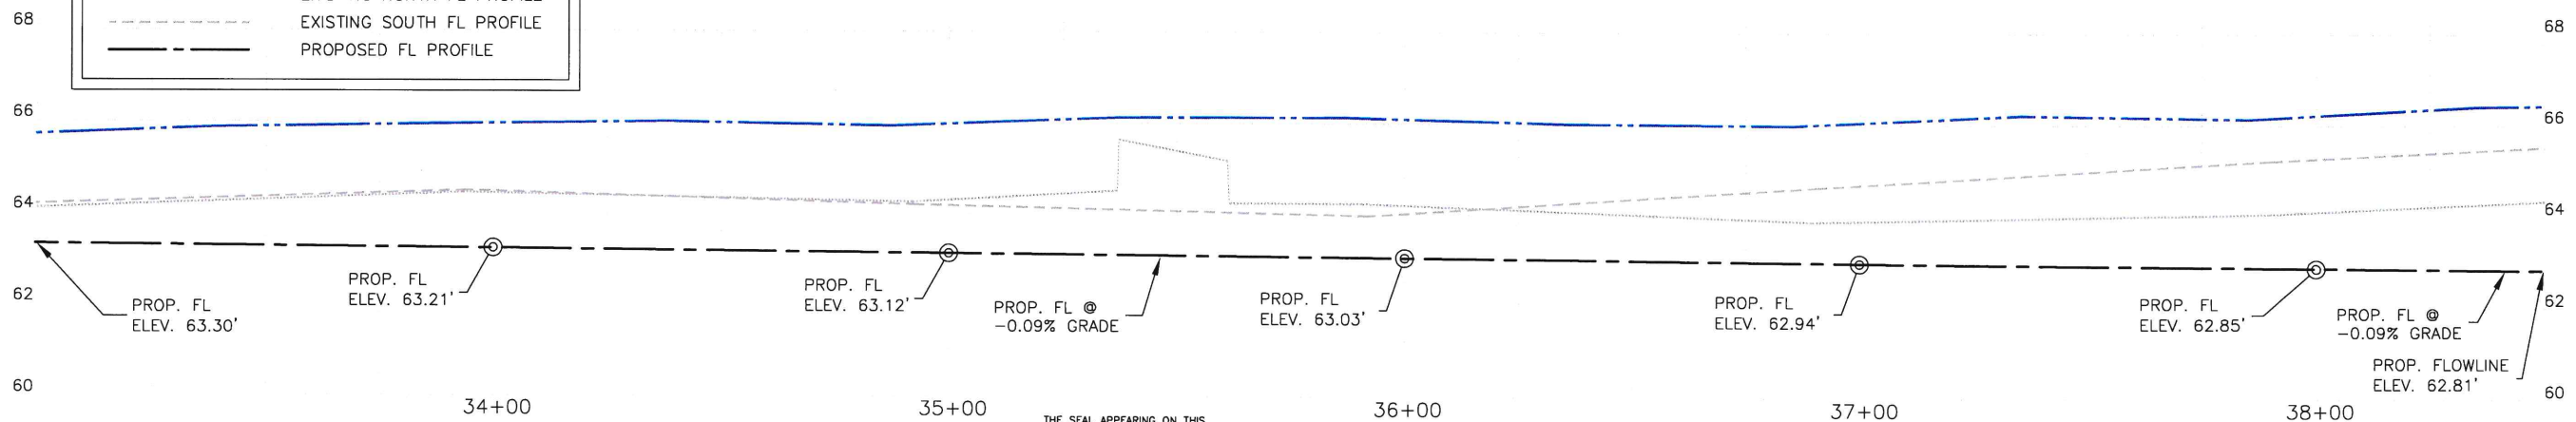 68
68
EXISTING SOUTH FL PROFILE
PROPOSED FL PROFILE
66
66
64
64
PROP. FL
ELEV. 63.30'
PROP. FL
ELEV. 63.21'
PROP. FL
ELEV. 63.12'
PROP. FL @
-0.09% GRADE
PROP. FL
ELEV. 63.03'
PROP. FL
ELEV. 62.94'
PROP. FL
ELEV. 62.85'
PROP. FL @
-0.09% GRADE
PROP. FLOWLINE
ELEV. 62.81'
62
62
60
60
34+00
35+00
36+00
37+00
38+00
THE SEAL APPEARING ON THIS